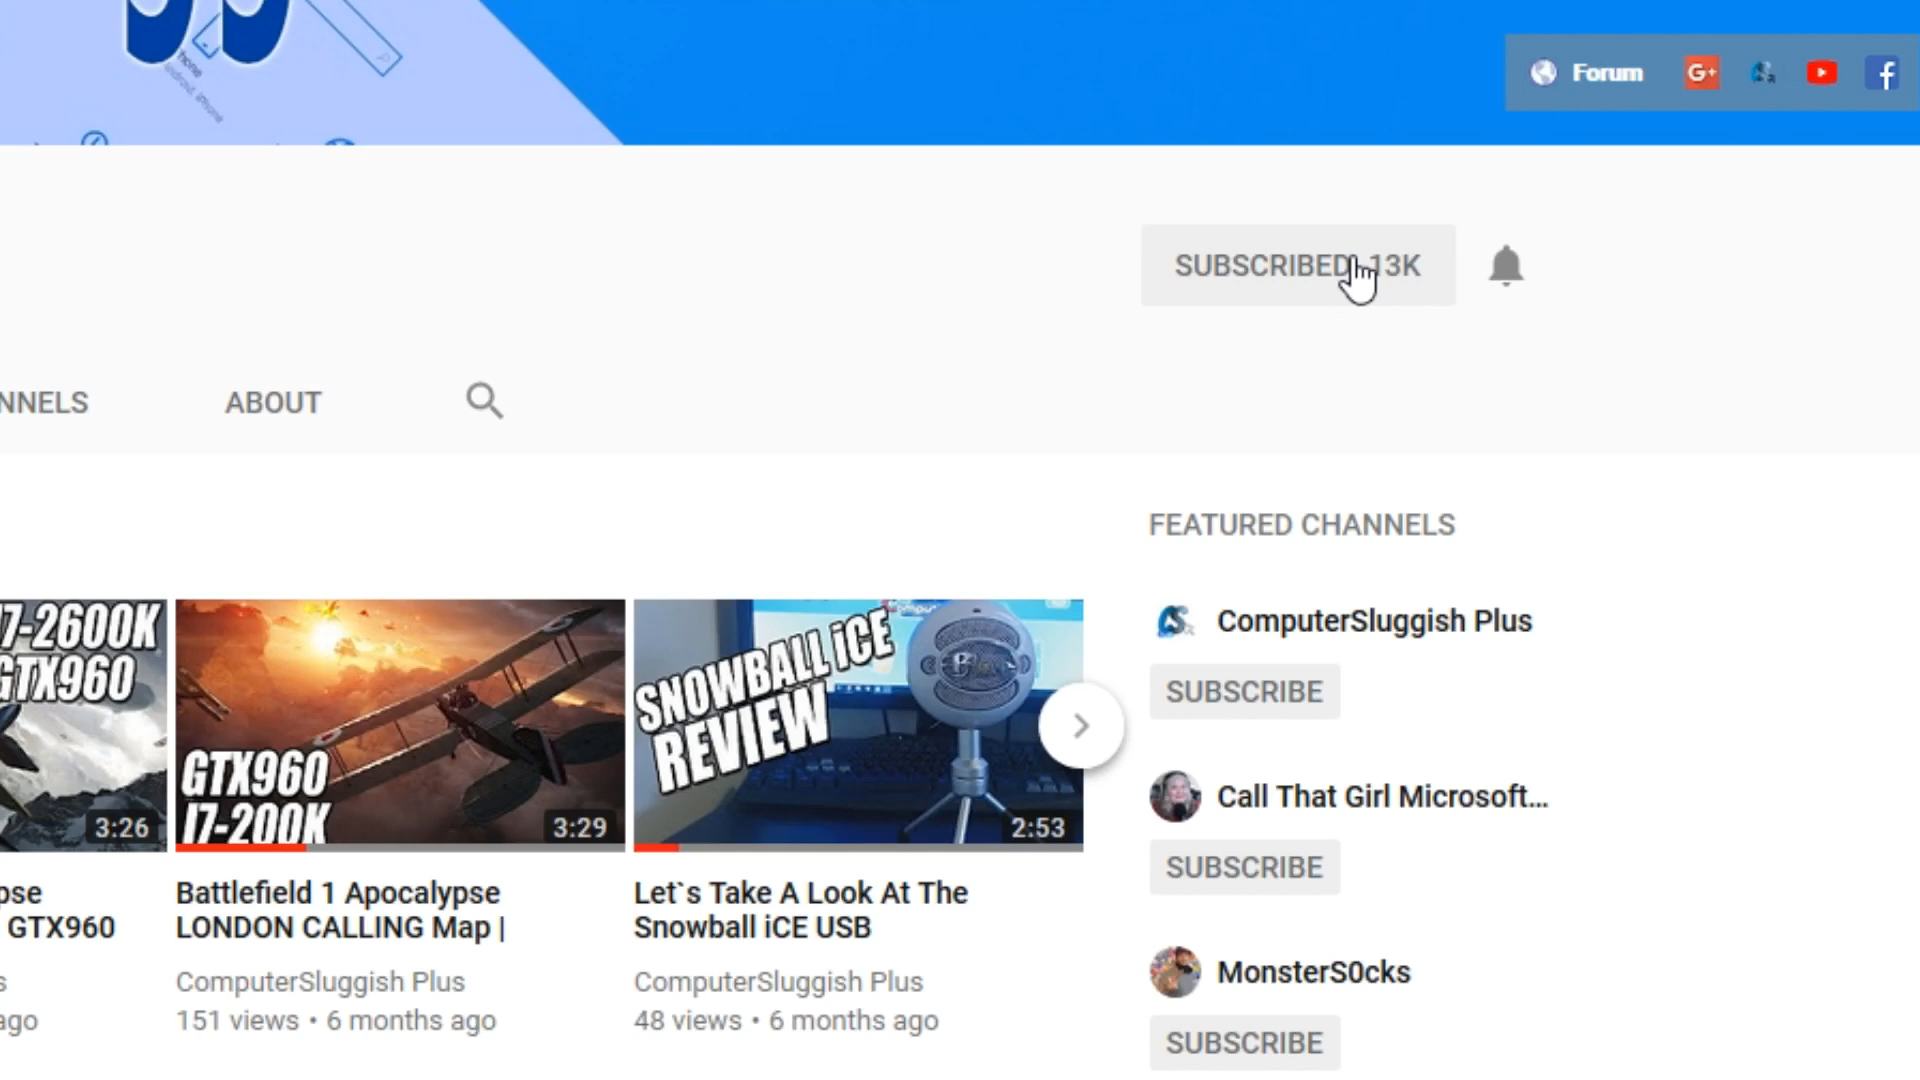 Forum
G+
SUBSCRIBED 13K
NNELS
ABOUT
FEATURED CHANNELS
I7-2600K
GTX960
3:26
GTX960
I7-200K
3:29
SNOWBALL iCE
REVIEW
2:53
ComputerSluggish Plus
SUBSCRIBE
Call That Girl Microsoft...
SUBSCRIBE
pse
GTX960
s
ago
Battlefield 1 Apocalypse
LONDON CALLING Map |
ComputerSluggish Plus
151 views • 6 months ago
Let`s Take A Look At The
Snowball iCE USB
ComputerSluggish Plus
48 views • 6 months ago
MonsterS0cks
SUBSCRIBE